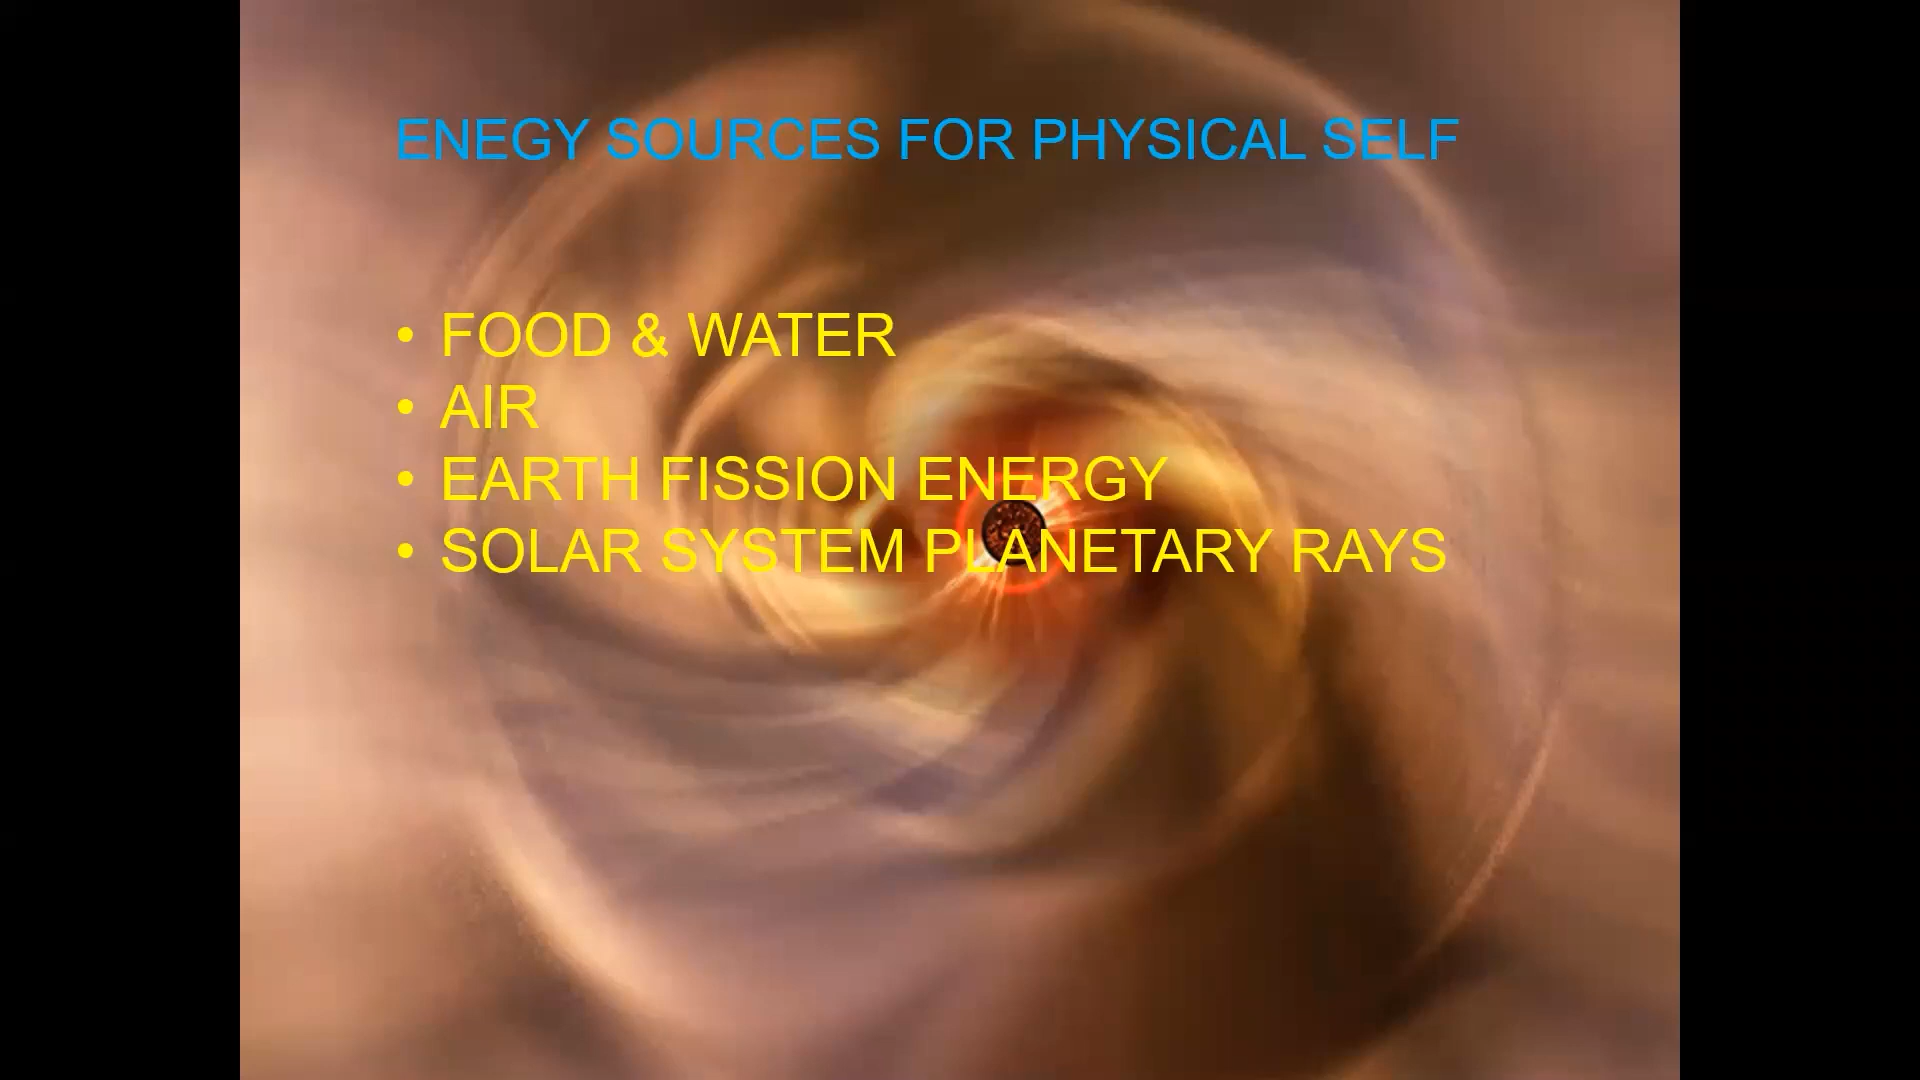 ENEGY SOURCES FOR PHYSICAL SELF
• FOOD & WATER
• AIR
• EARTH FISSION ENERGY
• SOLAR SYSTEM PLANETARY RAYS